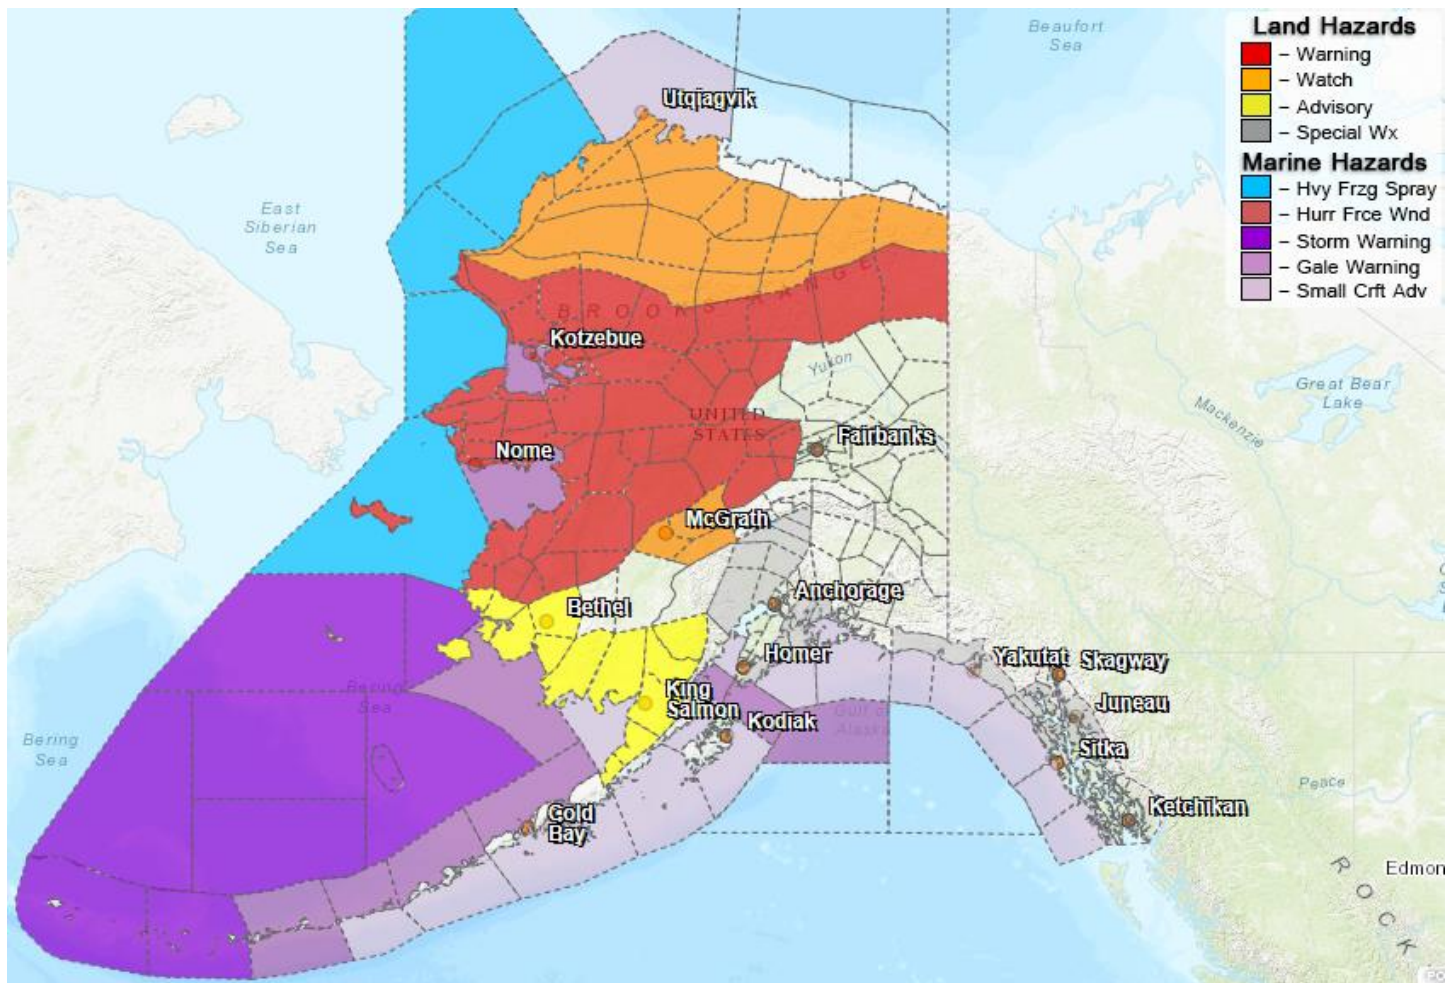 Land Hazards
– Warning
– Watch
– Advisory
– Special Wx
Marine Hazards
– Hvy Frzg Spray
– Hurr Frce Wnd
– Storm Warning
– Gale Warning
– Small Crft Adv
Beaufort
Sea
Utqiagvik
East
Siberian
Sea
BROOKS RANGE
Kotzebue
Yukon
Great Bear
Lake
Mackenzie
UNITED
STATES
Fairbanks
Nome
McGrath
Anchorage
Bethel
Homer
Yakutat
Skagway
King
Salmon
Juneau
Kodiak
Bering
Sea
Gulf of
Alaska
Bering
Sea
Sitka
Peace
Cold
Bay
Ketchikan
Edmon
ROCK